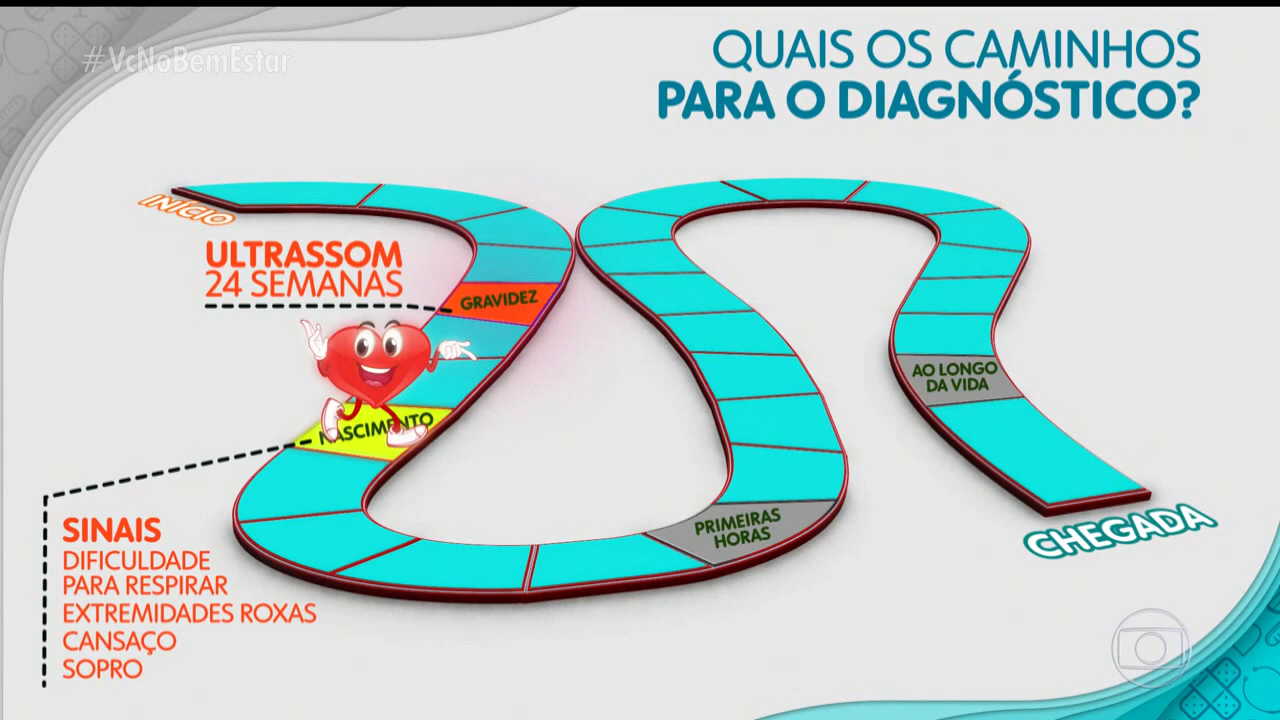 #VcNoBemEstar
QUAIS OS CAMINHOS
PARA O DIAGNÓSTICO?
INÍCIO
ULTRASSOM
24 SEMANAS
GRAVIDEZ
NASCIMENTO
SINAIS
DIFICULDADE
PARA RESPIRAR
EXTREMIDADES ROXAS
CANSAÇO
SOPRO
PRIMEIRAS
HORAS
AO LONGO
DA VIDA
CHEGADA